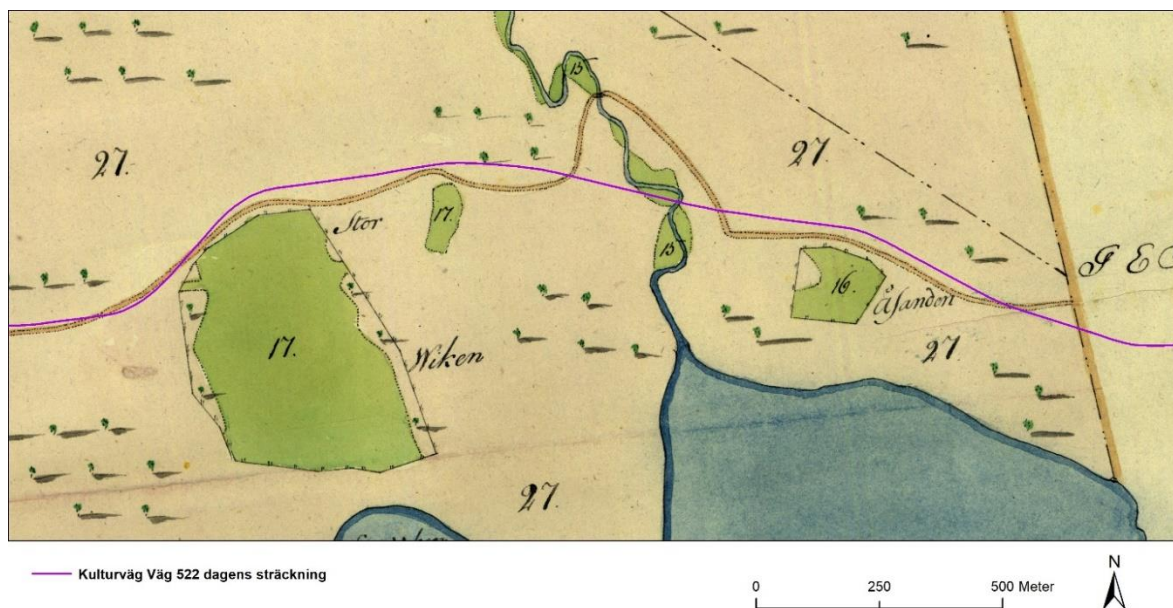 15
27.
27.
Stor
17.
15
16.
Åsanden
17.
Wiken
27
27.
Kulturväg Väg 522 dagens sträckning
N
0 250 500 Meter